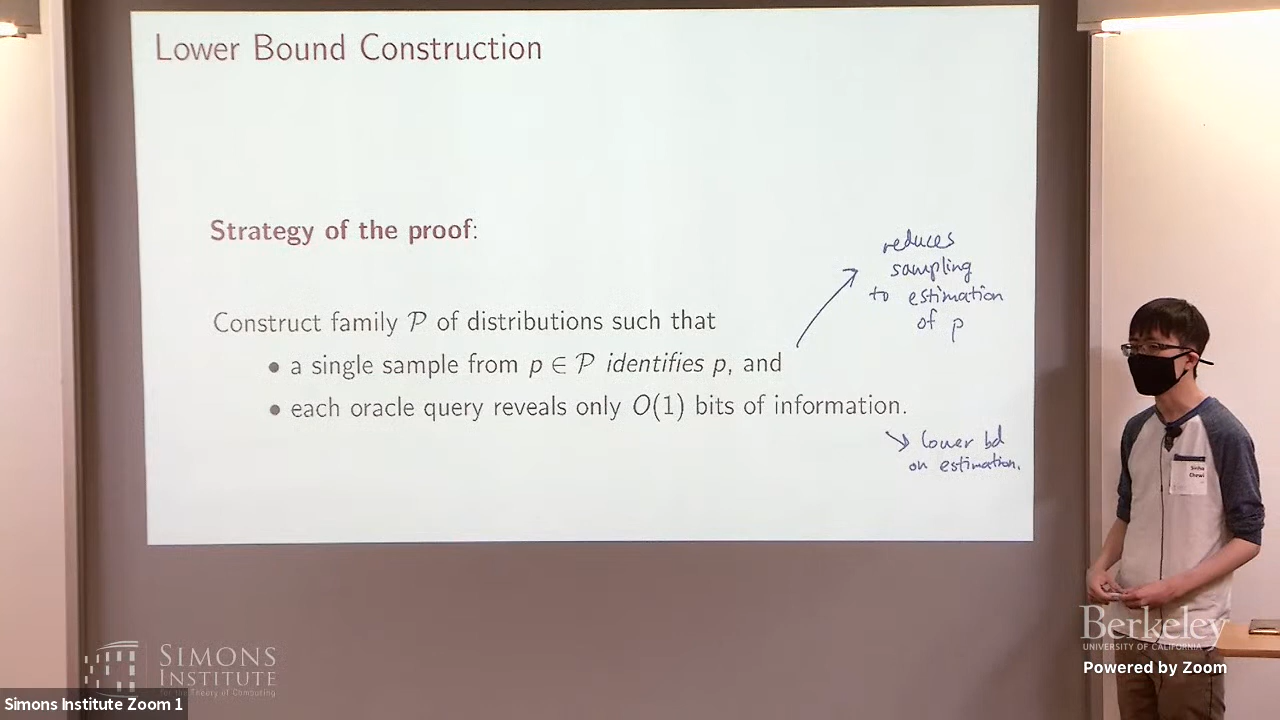 Lower Bound Construction
Strategy of the proof:
reduces
sampling
to estimation
of p
Construct family 𝒫 of distributions such that
• a single sample from p ∈ 𝒫 identifies p, and
• each oracle query reveals only O(1) bits of information.
lower bd
on estimation.
Sinho
Chewi
SIMONS
INSTITUTE
for the Theory of Computing
Berkeley
UNIVERSITY OF CALIFORNIA
Powered by Zoom
Simons Institute Zoom 1